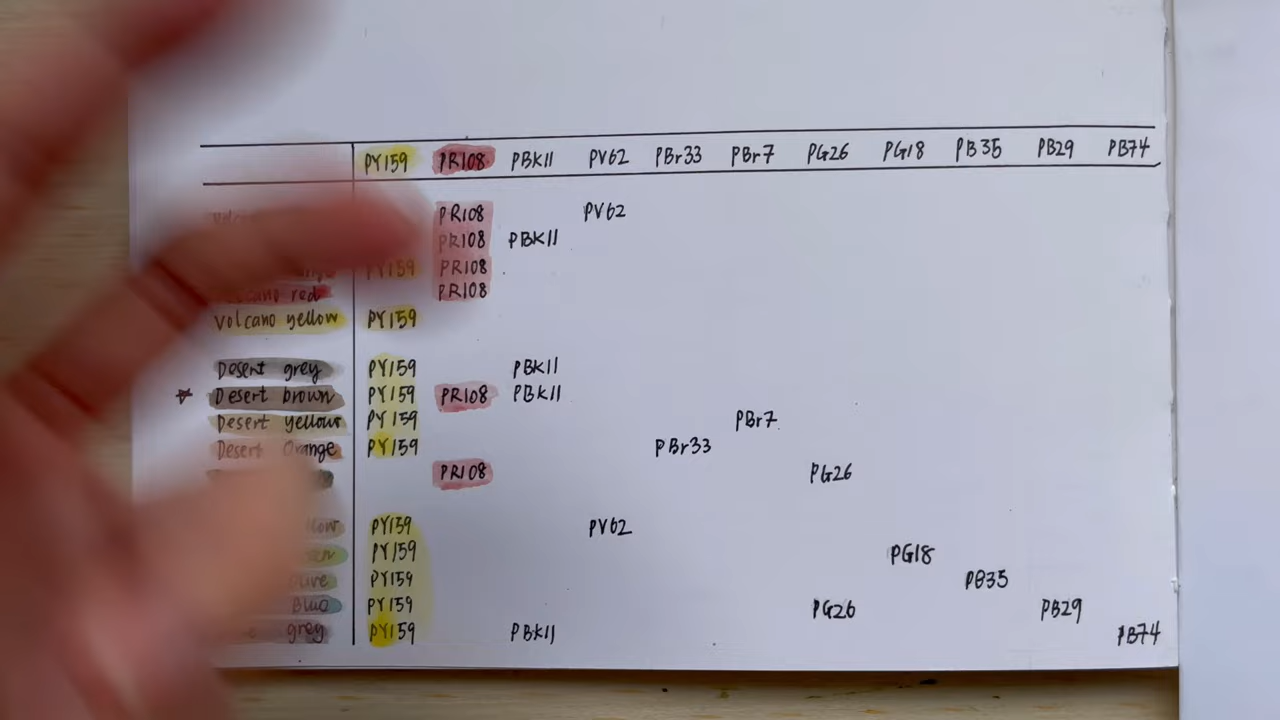 PY159 PR108 PBK11 PV62 PBr33 PBr7 PG26 PG18 PB35 PB29 PB74
PR108 PV62
PR108 PBK11
PY159 PR108
red PR108
Volcano yellow PY159
Desert grey PY159 PBK11
Desert brown PY159 PR108 PBK11
Desert yellow PY159 PBr7
Desert Orange PY159 PBr33
PR108 PG26
PY159 PV62
PY159 PG18
PY159 PB35
Blue PY159 PG26 PB29
grey PY159 PBK11 PB74